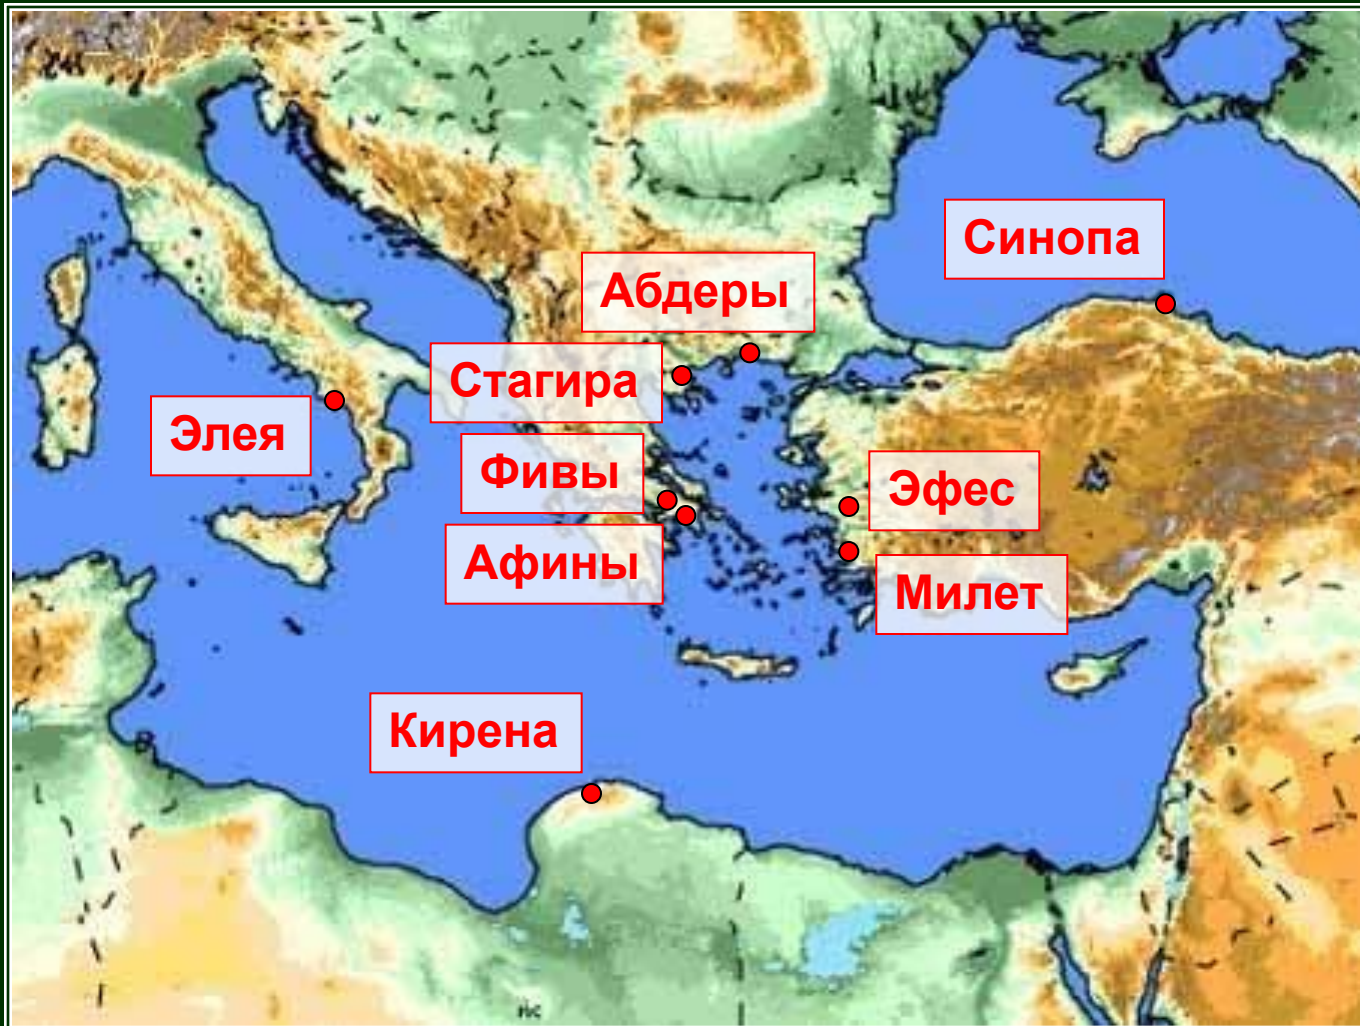 Синопа
Абдеры
Стагира
Элея
Фивы
Эфес
Афины
Милет
Кирена